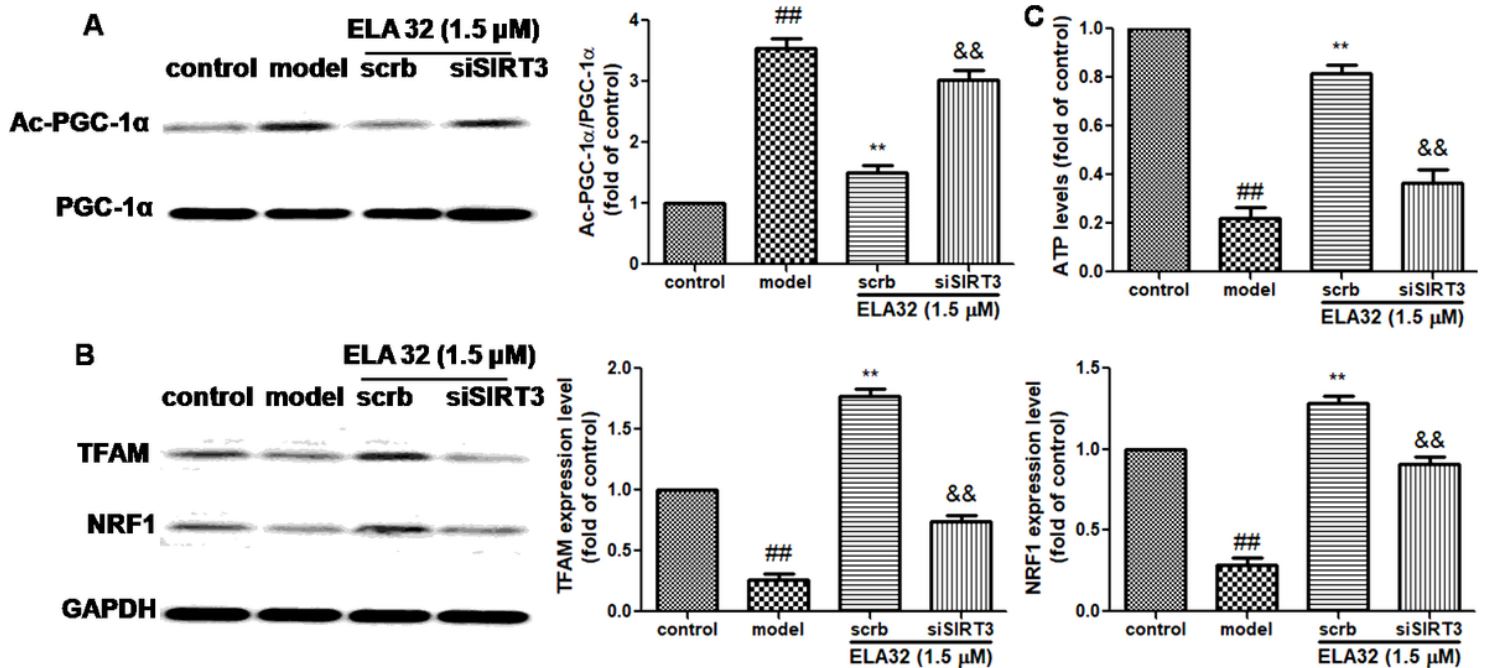 A
ELA 32 (1.5 µM)
control model scrb siSIRT3
Ac-PGC-1α
PGC-1α
Ac-PGC-1α/PGC-1α
(fold of control)
4
3
2
1
0
##
**
&&
control model scrb siSIRT3
ELA32 (1.5 µM)
C
ATP levels (fold of control)
1.0
0.8
0.6
0.4
0.2
0.0
##
**
&&
control model scrb siSIRT3
ELA32 (1.5 µM)
B
ELA 32 (1.5 µM)
control model scrb siSIRT3
TFAM
NRF1
GAPDH
TFAM expression level
(fold of control)
2.0
1.5
1.0
0.5
0.0
##
**
&&
control model scrb siSIRT3
ELA32 (1.5 µM)
NRF1 expression level
(fold of control)
1.5
1.0
0.5
0.0
##
**
&&
control model scrb siSIRT3
ELA32 (1.5 µM)